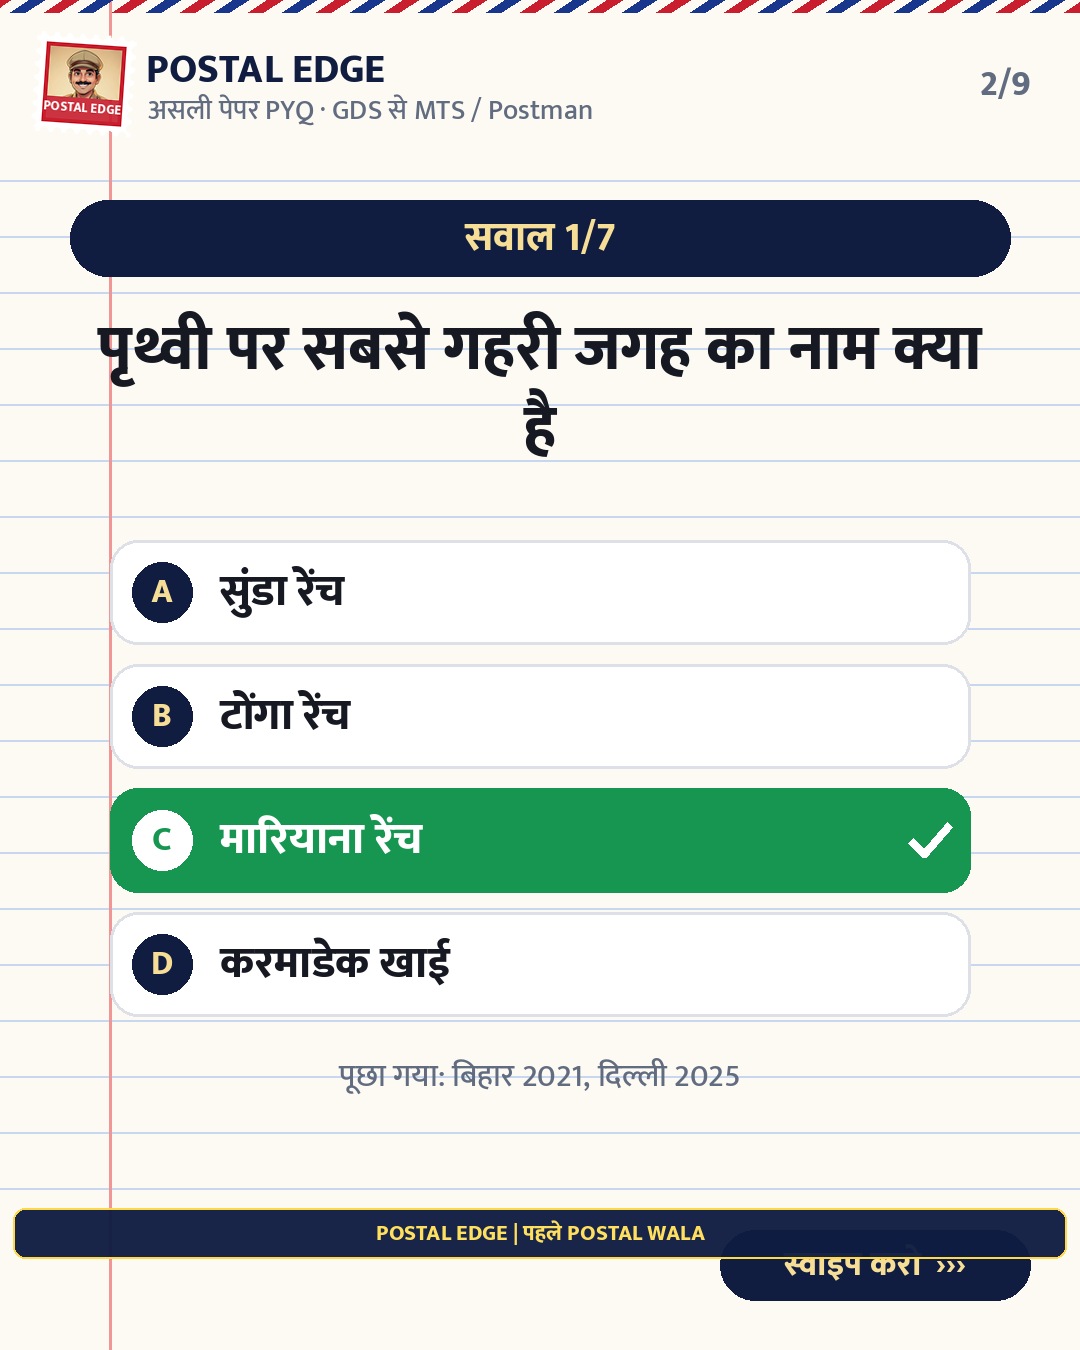 POSTAL EDGE
POSTAL EDGE
असली पेपर PYQ · GDS से MTS / Postman
2/9
सवाल 1/7
पृथ्वी पर सबसे गहरी जगह का नाम क्या
है
A सुंडा रेंच
B टोंगा रेंच
C मारियाना रेंच
D करमाडेक खाई
पूछा गया: बिहार 2021, दिल्ली 2025
POSTAL EDGE | पहले POSTAL WALA
स्वाइप करो ›››